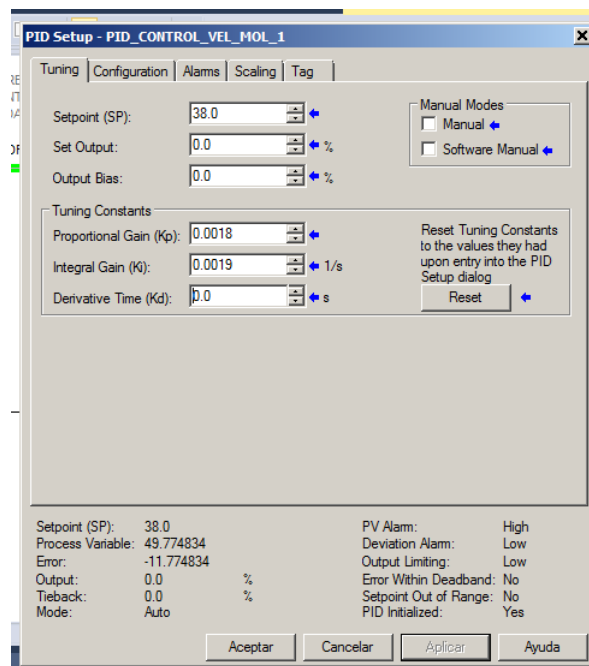 PID Setup - PID_CONTROL_VEL_MOL_1
Tuning
Configuration
Alarms
Scaling
Tag
Setpoint (SP): 38.0
Set Output: 0.0 %
Output Bias: 0.0 %
Manual Modes
Manual
Software Manual
Tuning Constants
Proportional Gain (Kp): 0.0018
Integral Gain (Ki): 0.0019 1/s
Derivative Time (Kd): 0.0 s
Reset Tuning Constants
to the values they had
upon entry into the PID
Setup dialog
Reset
Setpoint (SP): 38.0
Process Variable: 49.774834
Error: -11.774834
Output: 0.0 %
Tieback: 0.0 %
Mode: Auto
PV Alarm: High
Deviation Alarm: Low
Output Limiting: Low
Error Within Deadband: No
Setpoint Out of Range: No
PID Initialized: Yes
Aceptar
Cancelar
Aplicar
Ayuda